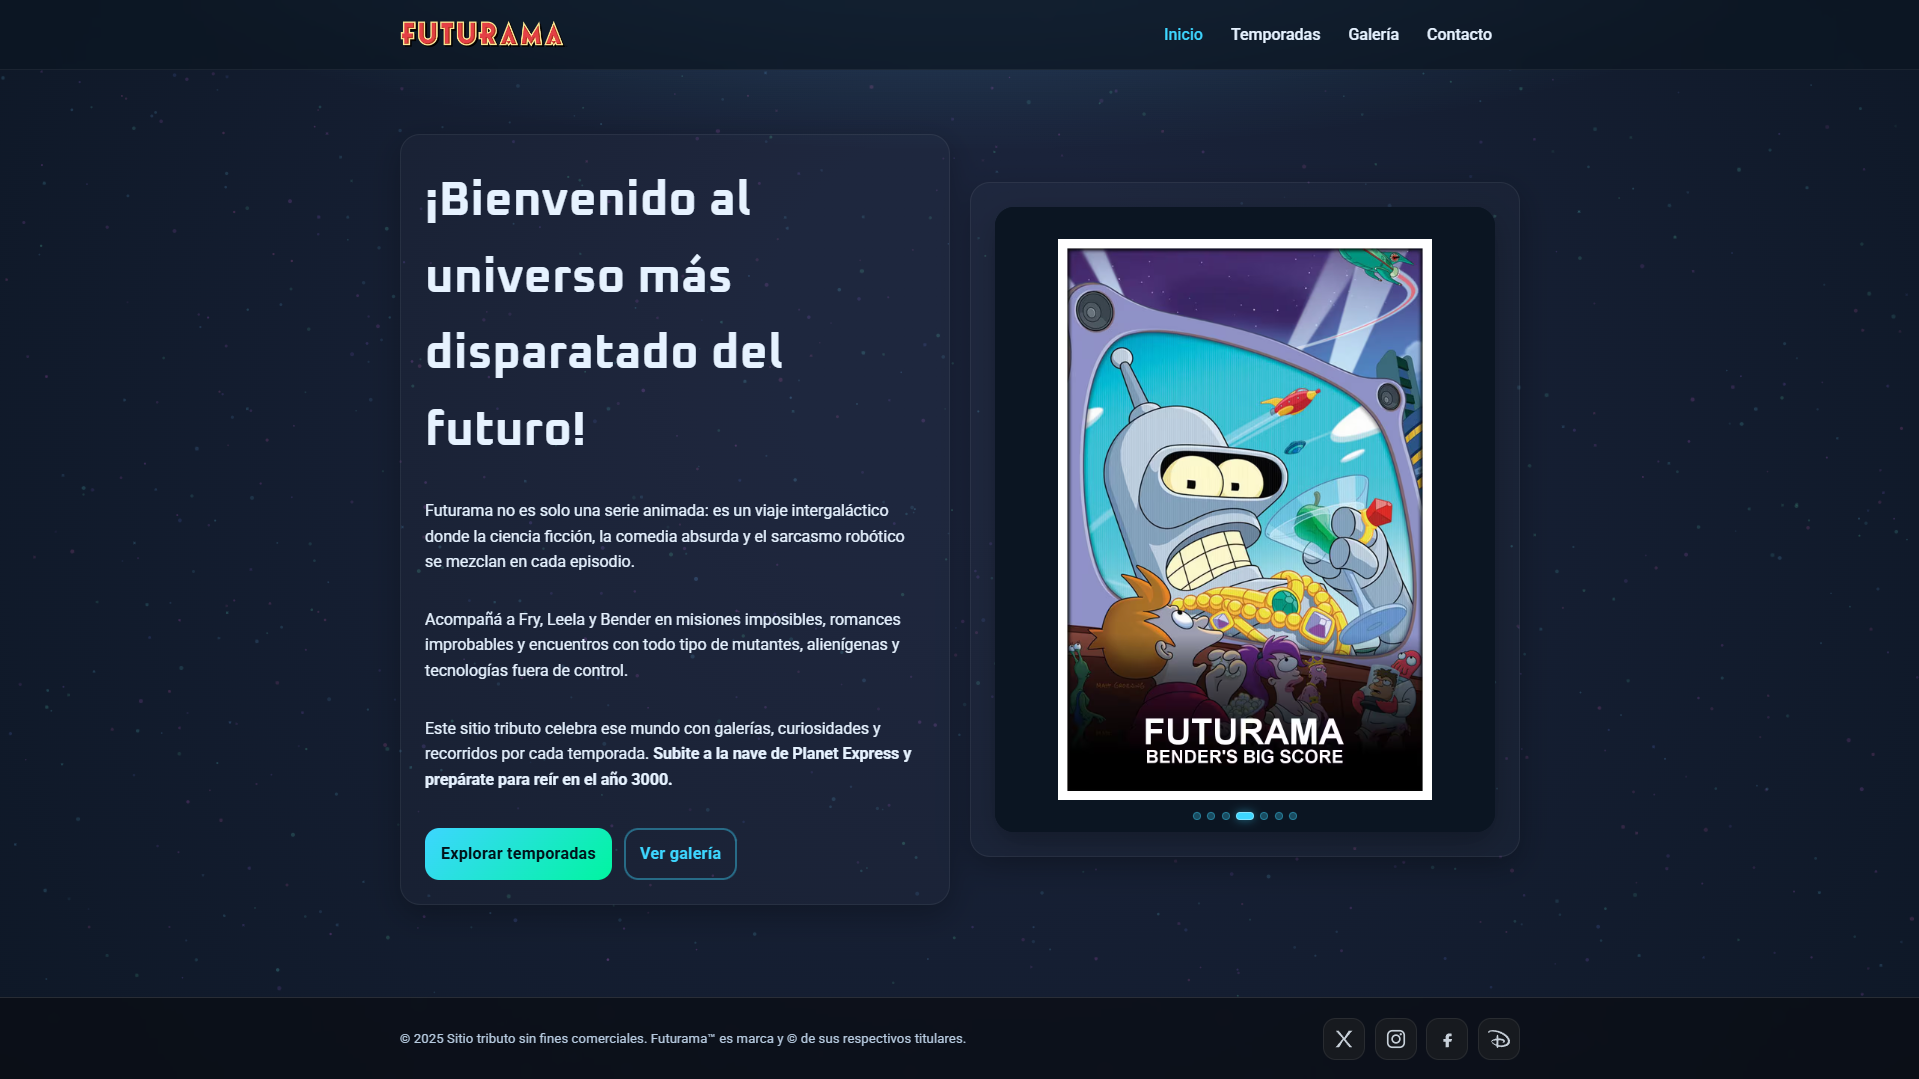 FUTURAMA
Inicio Temporadas Galería Contacto
¡Bienvenido al
universo más
disparatado del
futuro!
Futurama no es solo una serie animada: es un viaje intergaláctico
donde la ciencia ficción, la comedia absurda y el sarcasmo robótico
se mezclan en cada episodio.
Acompañá a Fry, Leela y Bender en misiones imposibles, romances
improbables y encuentros con todo tipo de mutantes, alienígenas y
tecnologías fuera de control.
Este sitio tributo celebra ese mundo con galerías, curiosidades y
recorridos por cada temporada. Subite a la nave de Planet Express y
prepárate para reír en el año 3000.
Explorar temporadas
Ver galería
FUTURAMA
BENDER'S BIG SCORE
© 2025 Sitio tributo sin fines comerciales. Futurama™ es marca y © de sus respectivos titulares.